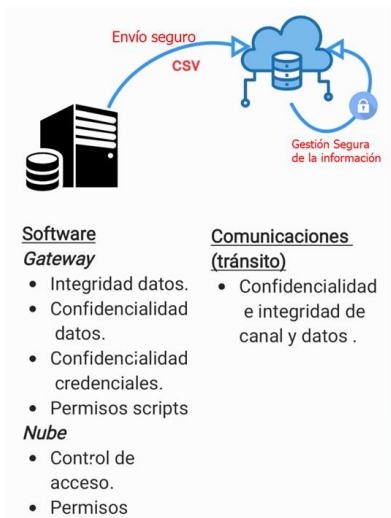 Envío seguro
CSV
Gestión Segura
de la información
Software
Gateway
• Integridad datos.
• Confidencialidad
datos.
• Confidencialidad
credenciales.
• Permisos scripts
Nube
• Control de
acceso.
• Permisos
Comunicaciones
(tránsito)
• Confidencialidad
e integridad de
canal y datos .